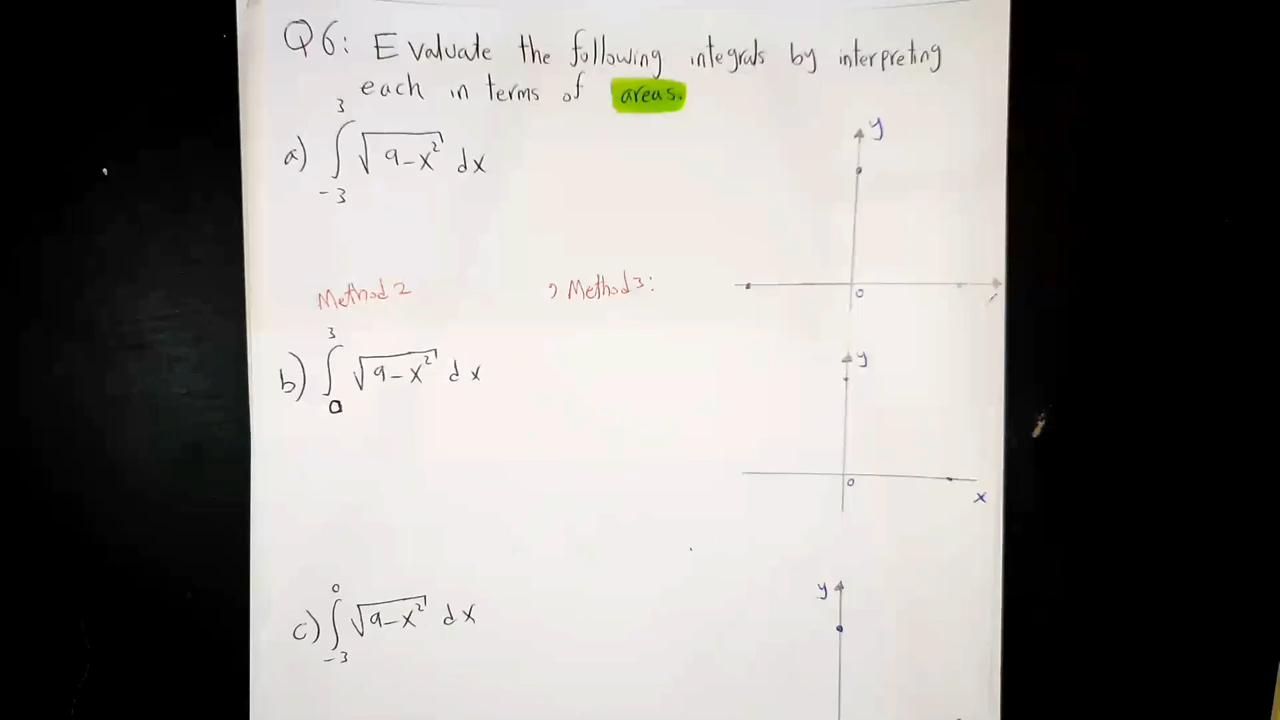 Q6: Evaluate the following integrals by interpreting
each in terms of areas.
a) ∫_{-3}^{3} √(9-x²) dx
y
0
Method 2 , Method 3:
b) ∫_{0}^{3} √(9-x²) dx
y
0
x
c) ∫_{-3}^{0} √(9-x²) dx
y